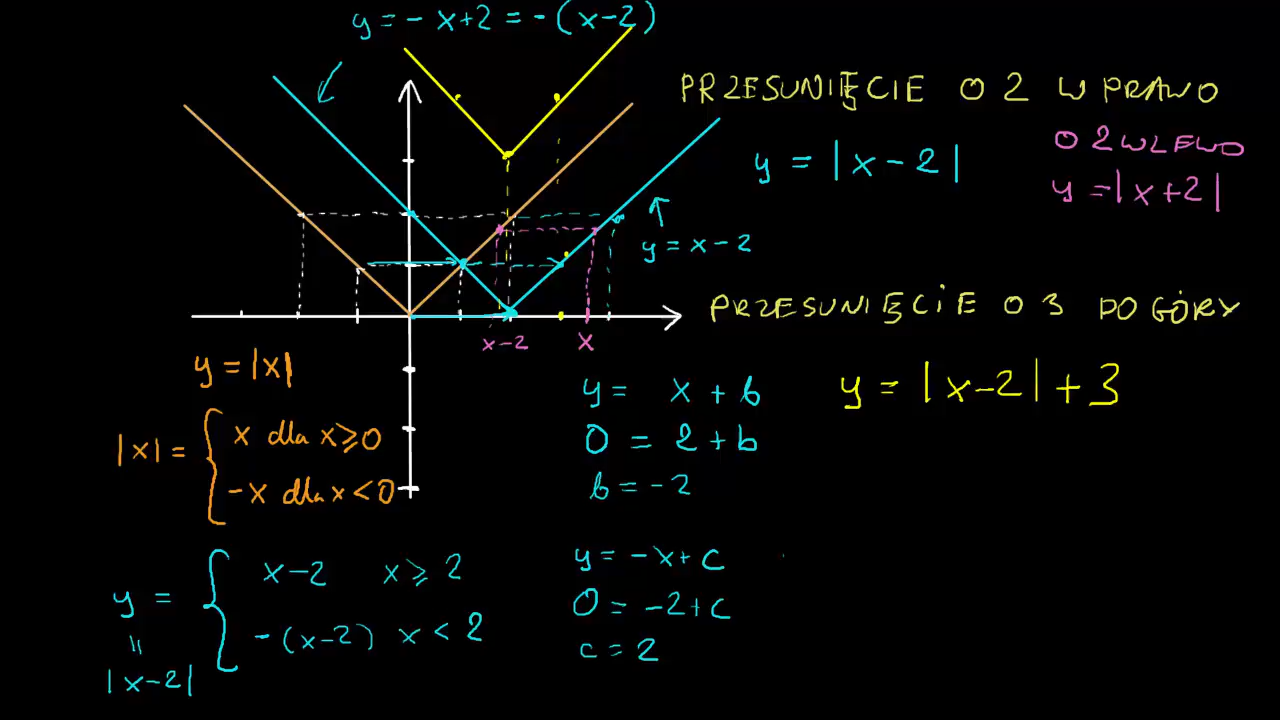 y = - x+2 = - (x-2)
PRZESUNIĘCIE O 2 W PRAWO
O 2 W LEWO
y = |x-2|
y = |x+2|
y = x-2
PRZESUNIĘCIE O 3 DO GÓRY
x-2
x
y = |x|
y = |x-2| + 3
y = x + b
|x| = { x dla x ≥ 0
-x dla x < 0
0 = 2 + b
b = -2
y = { x-2 x ≥ 2
-(x-2) x < 2
=
|x-2|
y = -x+c
0 = -2+c
c = 2